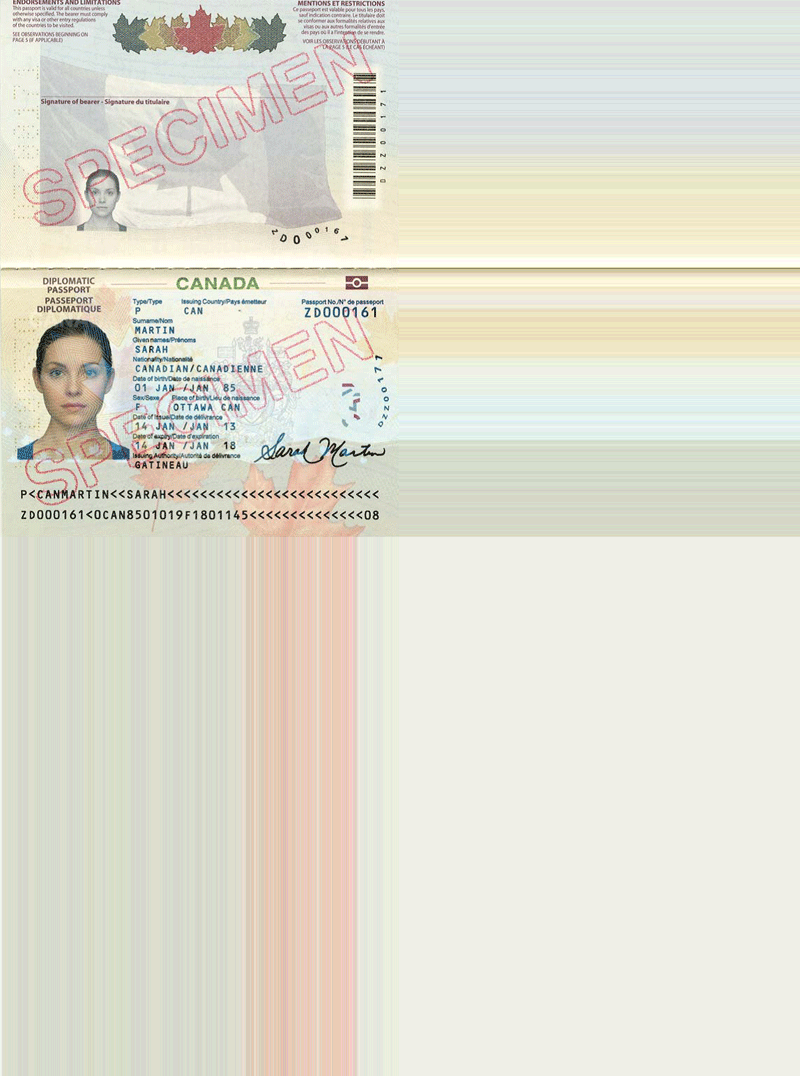 ENDORSEMENTS AND LIMITATIONS
This passport is valid for all countries unless
otherwise specified. The bearer must comply
with any visa or other entry regulations
of the countries to be visited.
SEE OBSERVATIONS BEGINNING ON
PAGE 5 (IF APPLICABLE)
MENTIONS ET RESTRICTIONS
Ce passeport est valable pour tous les pays,
sauf indication contraire. Le titulaire doit
se conformer aux formalités relatives aux
visas ou aux autres formalités d'entrée
des pays où il a l'intention de se rendre.
VOIR LES OBSERVATIONS DÉBUTANT À
LA PAGE 5 (LE CAS ÉCHÉANT)
SPECIMEN
Signature of bearer - Signature du titulaire
ZD000161
DIPLOMATIC
PASSPORT
PASSEPORT
DIPLOMATIQUE
CANADA
Type/Type Issuing Country/Pays émetteur Passport No./N° de passeport
P CAN ZD000161
Surname/Nom
MARTIN
Given names/Prénoms
SARAH
Nationality/Nationalité
CANADIAN/CANADIENNE
Date of birth/Date de naissance
01 JAN /JAN 85
Sex/Sexe Place of birth/Lieu de naissance
F OTTAWA CAN
Date of issue/Date de délivrance
14 JAN /JAN 13
Date of expiry/Date d'expiration
14 JAN /JAN 18
Issuing Authority/Autorité de délivrance
GATINEAU
Sarah Martin
SPECIMEN
P<CANMARTIN<<SARAH<<<<<<<<<<<<<<<<<<<<<<<<<<
ZD000161<0CAN8501019F1801145<<<<<<<<<<<<<<08